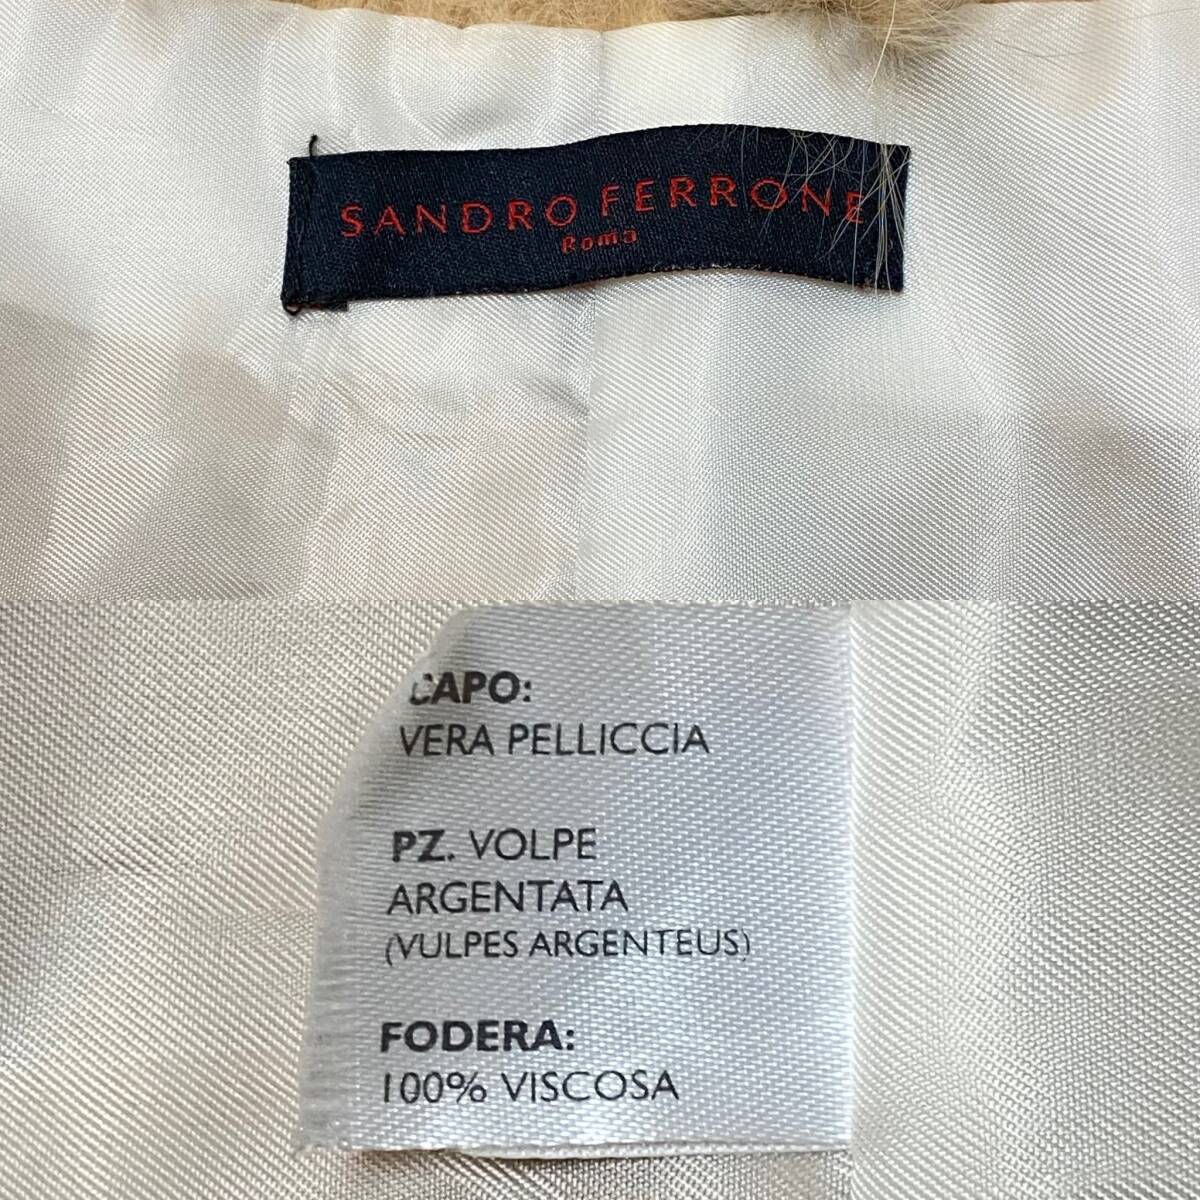 SANDRO FERRONE
Roma
CAPO:
VERA PELLICCIA
PZ. VOLPE
ARGENTATA
(VULPES ARGENTEUS)
FODERA:
100% VISCOSA